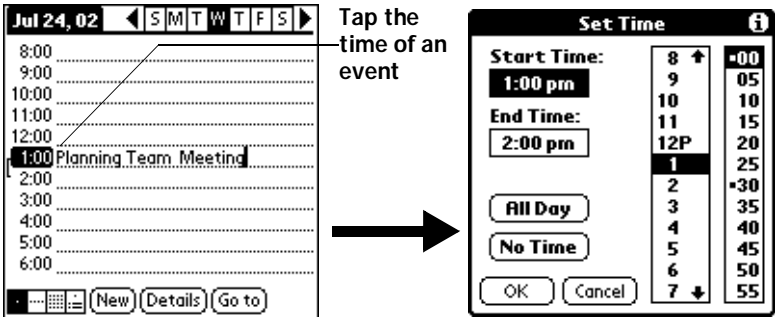 Jul 24, 02 S M T W T F S
8:00
9:00
10:00
11:00
12:00
1:00 Planning Team Meeting
2:00
3:00
4:00
5:00
6:00
New Details Go to
Tap the
time of an
event
Set Time i
Start Time:
1:00 pm
End Time:
2:00 pm
All Day
No Time
OK Cancel
8
9
10
11
12P
1
2
3
4
5
6
7
00
05
10
15
20
25
30
35
40
45
50
55